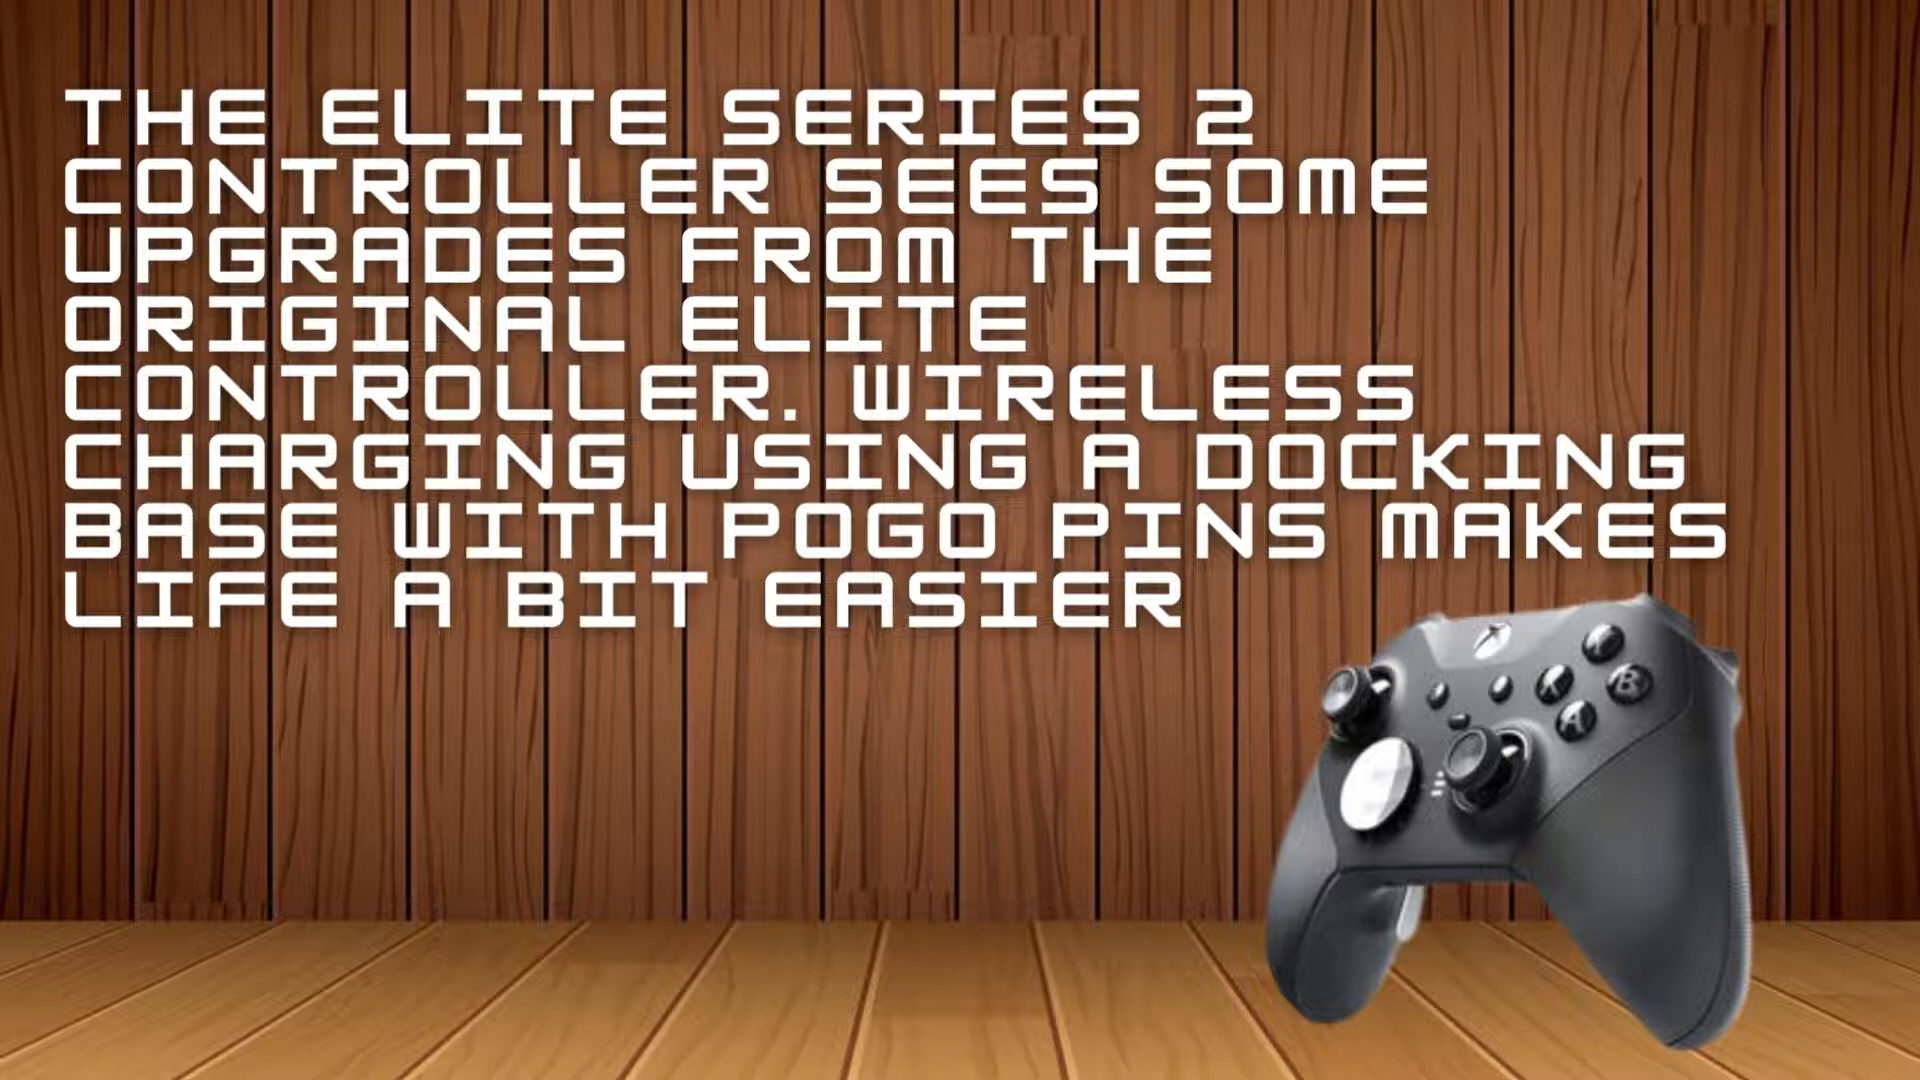 THE ELITE SERIES 2
CONTROLLER SEES SOME
UPGRADES FROM THE
ORIGINAL ELITE
CONTROLLER. WIRELESS
CHARGING USING A DOCKING
BASE WITH POGO PINS MAKES
LIFE A BIT EASIER
Y
X B
A